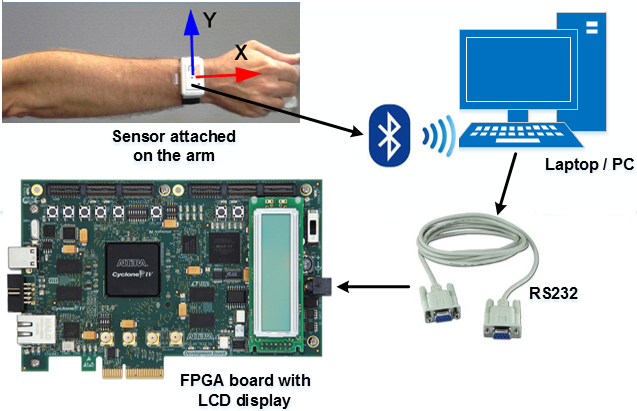 Y
X
Sensor attached
on the arm
Laptop / PC
RS232
ALTERA
Cyclone IV
FPGA board with
LCD display